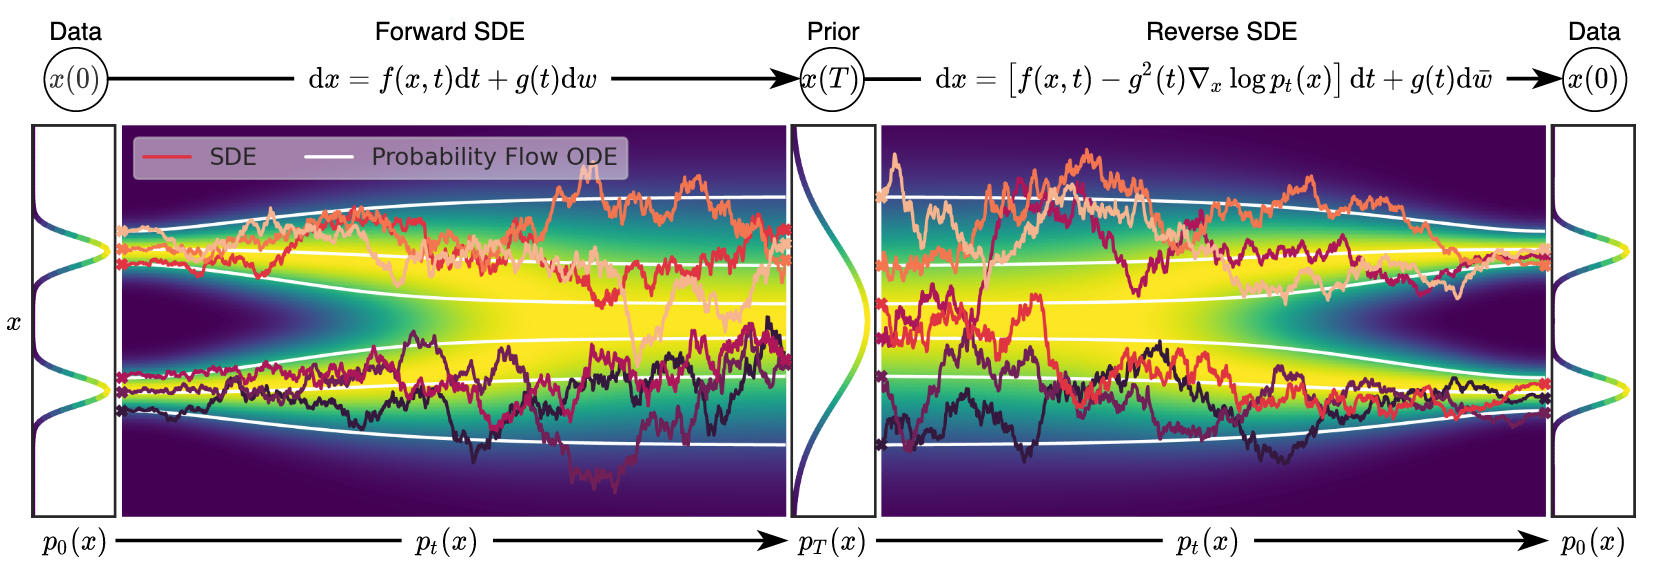 Data Forward SDE Prior Reverse SDE Data
x(0) dx = f(x, t)dt + g(t)dw x(T) dx = [f(x, t) − g²(t)∇ₓ log pₜ(x)] dt + g(t)dw̄ x(0)
SDE Probability Flow ODE
x
p₀(x) pₜ(x) p_T(x) pₜ(x) p₀(x)